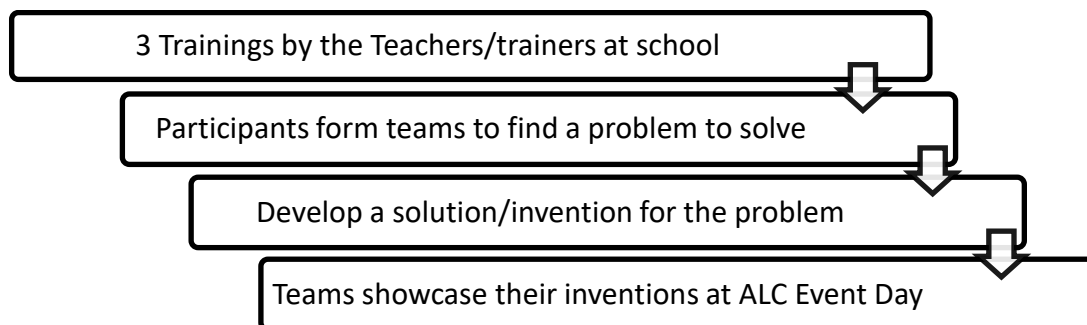 3 Trainings by the Teachers/trainers at school
Participants form teams to find a problem to solve
Develop a solution/invention for the problem
Teams showcase their inventions at ALC Event Day